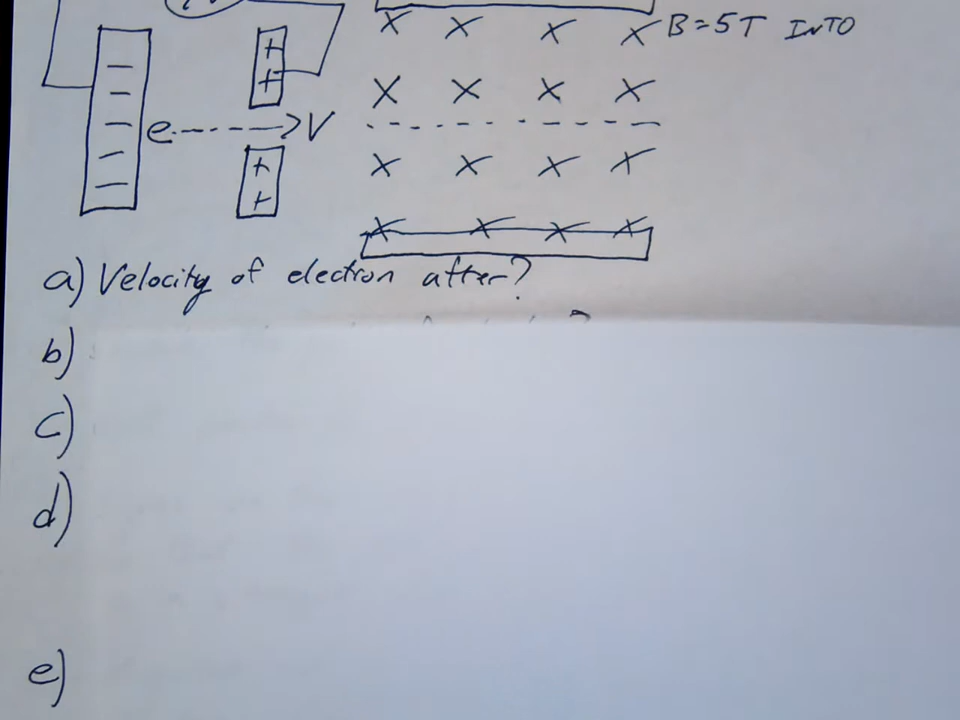 X X X X B=5T INTO
X X X X
e V
X X X X
X X X X
a) Velocity of electron after?
b)
c)
d)
e)